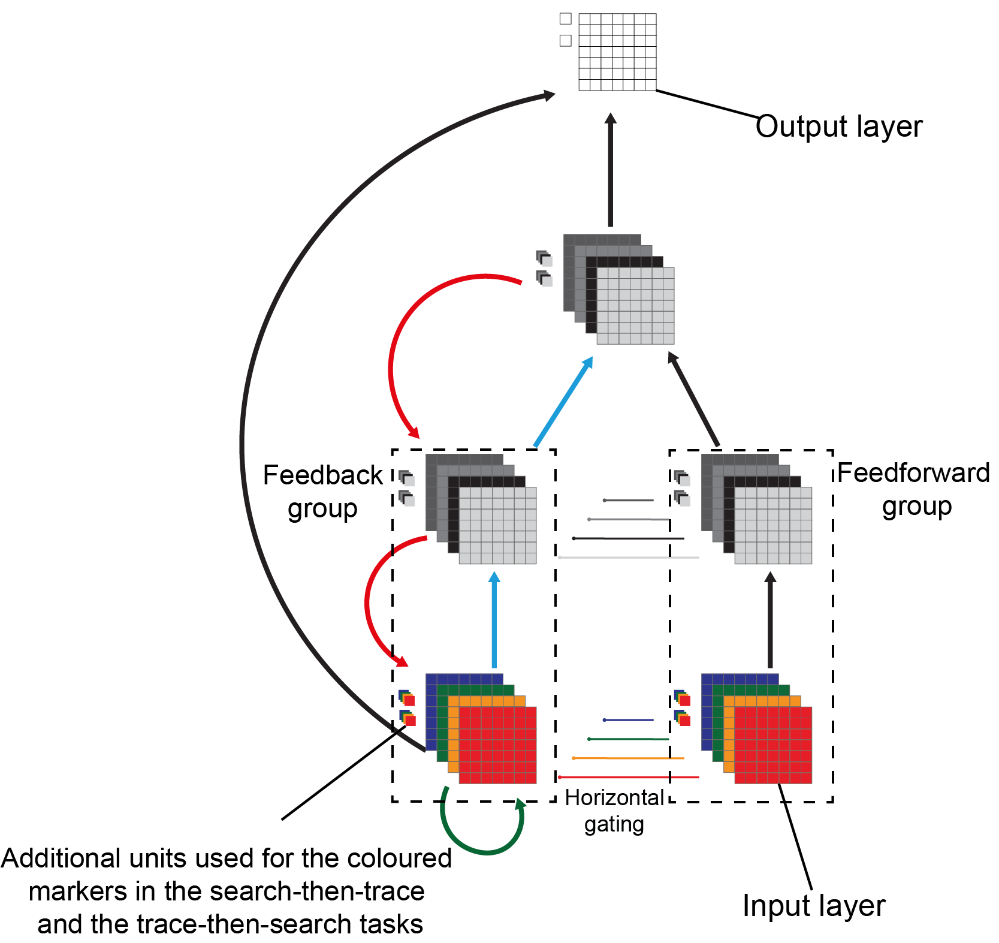 Output layer
Feedback
group
Feedforward
group
Horizontal
gating
Additional units used for the coloured
markers in the search-then-trace
and the trace-then-search tasks
Input layer